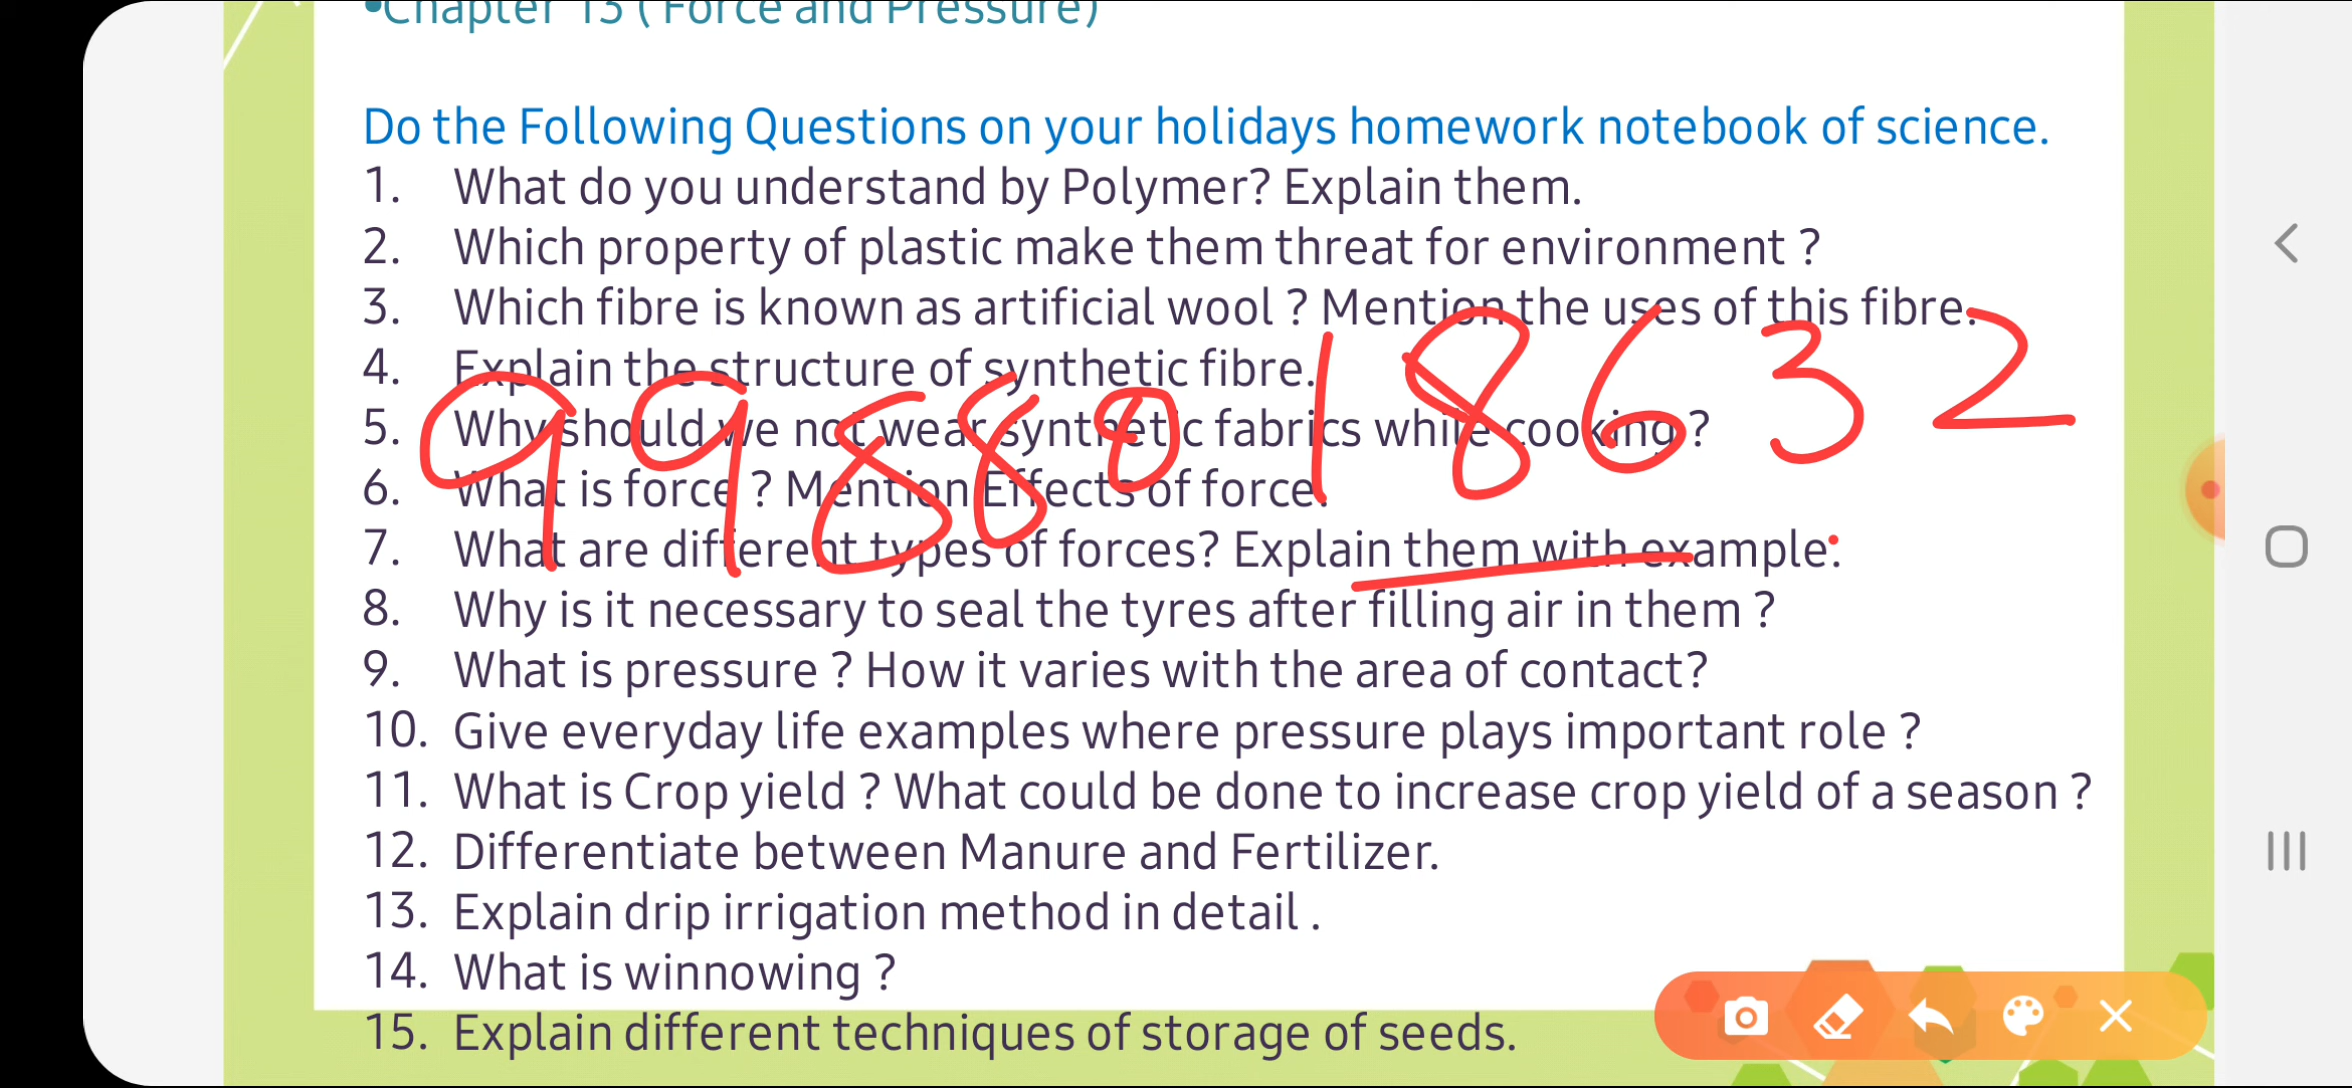 •Chapter 13 ( Force and Pressure)
Do the Following Questions on your holidays homework notebook of science.
1. What do you understand by Polymer? Explain them.
2. Which property of plastic make them threat for environment ?
3. Which fibre is known as artificial wool ? Mention the uses of this fibre.
4. Explain the structure of synthetic fibre.
9988018632
5. Why should we not wear synthetic fabrics while cooking ?
6. What is force ? Mention Effects of force.
7. What are different types of forces? Explain them with example.
8. Why is it necessary to seal the tyres after filling air in them ?
9. What is pressure ? How it varies with the area of contact?
10. Give everyday life examples where pressure plays important role ?
11. What is Crop yield ? What could be done to increase crop yield of a season ?
12. Differentiate between Manure and Fertilizer.
13. Explain drip irrigation method in detail .
14. What is winnowing ?
15. Explain different techniques of storage of seeds.